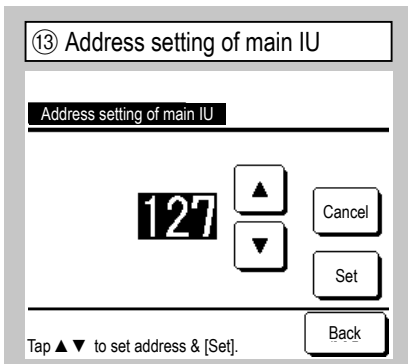 ⑬ Address setting of main IU
Address setting of main IU
127
▲
▼
Cancel
Set
Tap ▲ ▼ to set address & [Set].
Back